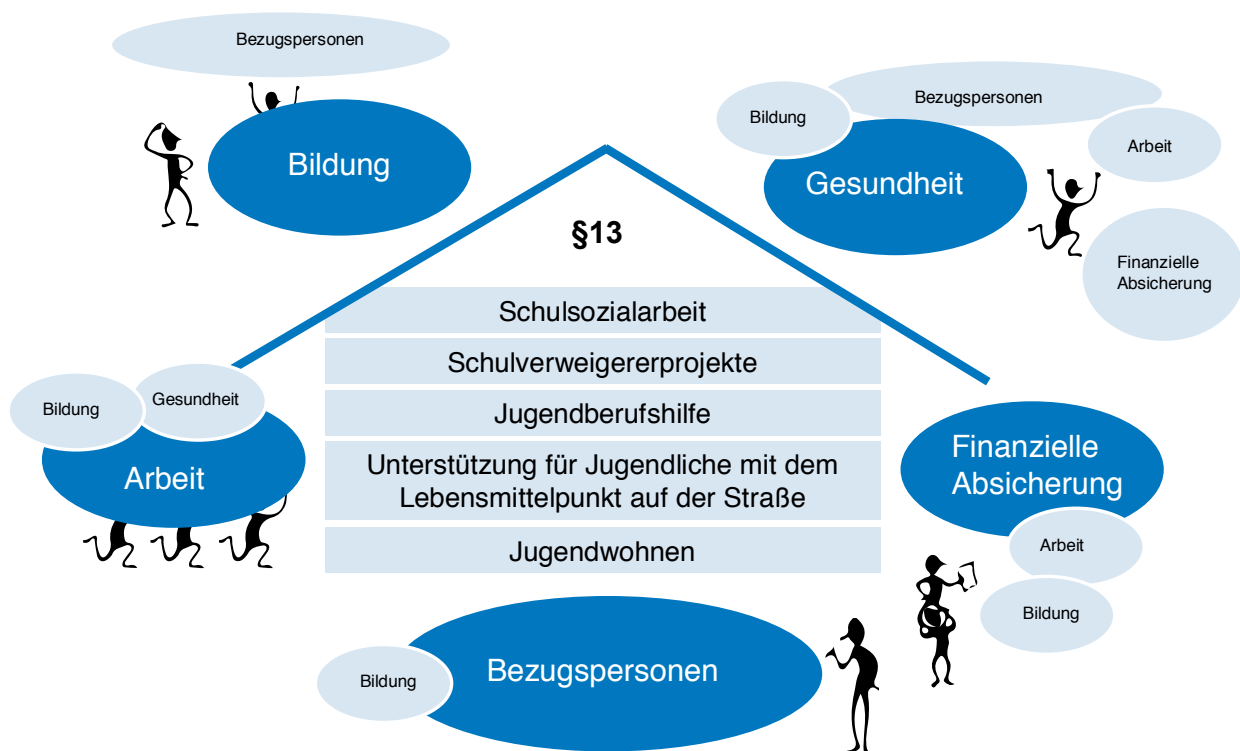 Bezugspersonen
Bildung
Bezugspersonen
Bildung
Arbeit
Gesundheit
Finanzielle
Absicherung
§13
Schulsozialarbeit
Schulverweigererprojekte
Jugendberufshilfe
Unterstützung für Jugendliche mit dem
Lebensmittelpunkt auf der Straße
Jugendwohnen
Bildung
Gesundheit
Arbeit
Finanzielle
Absicherung
Arbeit
Bildung
Bildung
Bezugspersonen